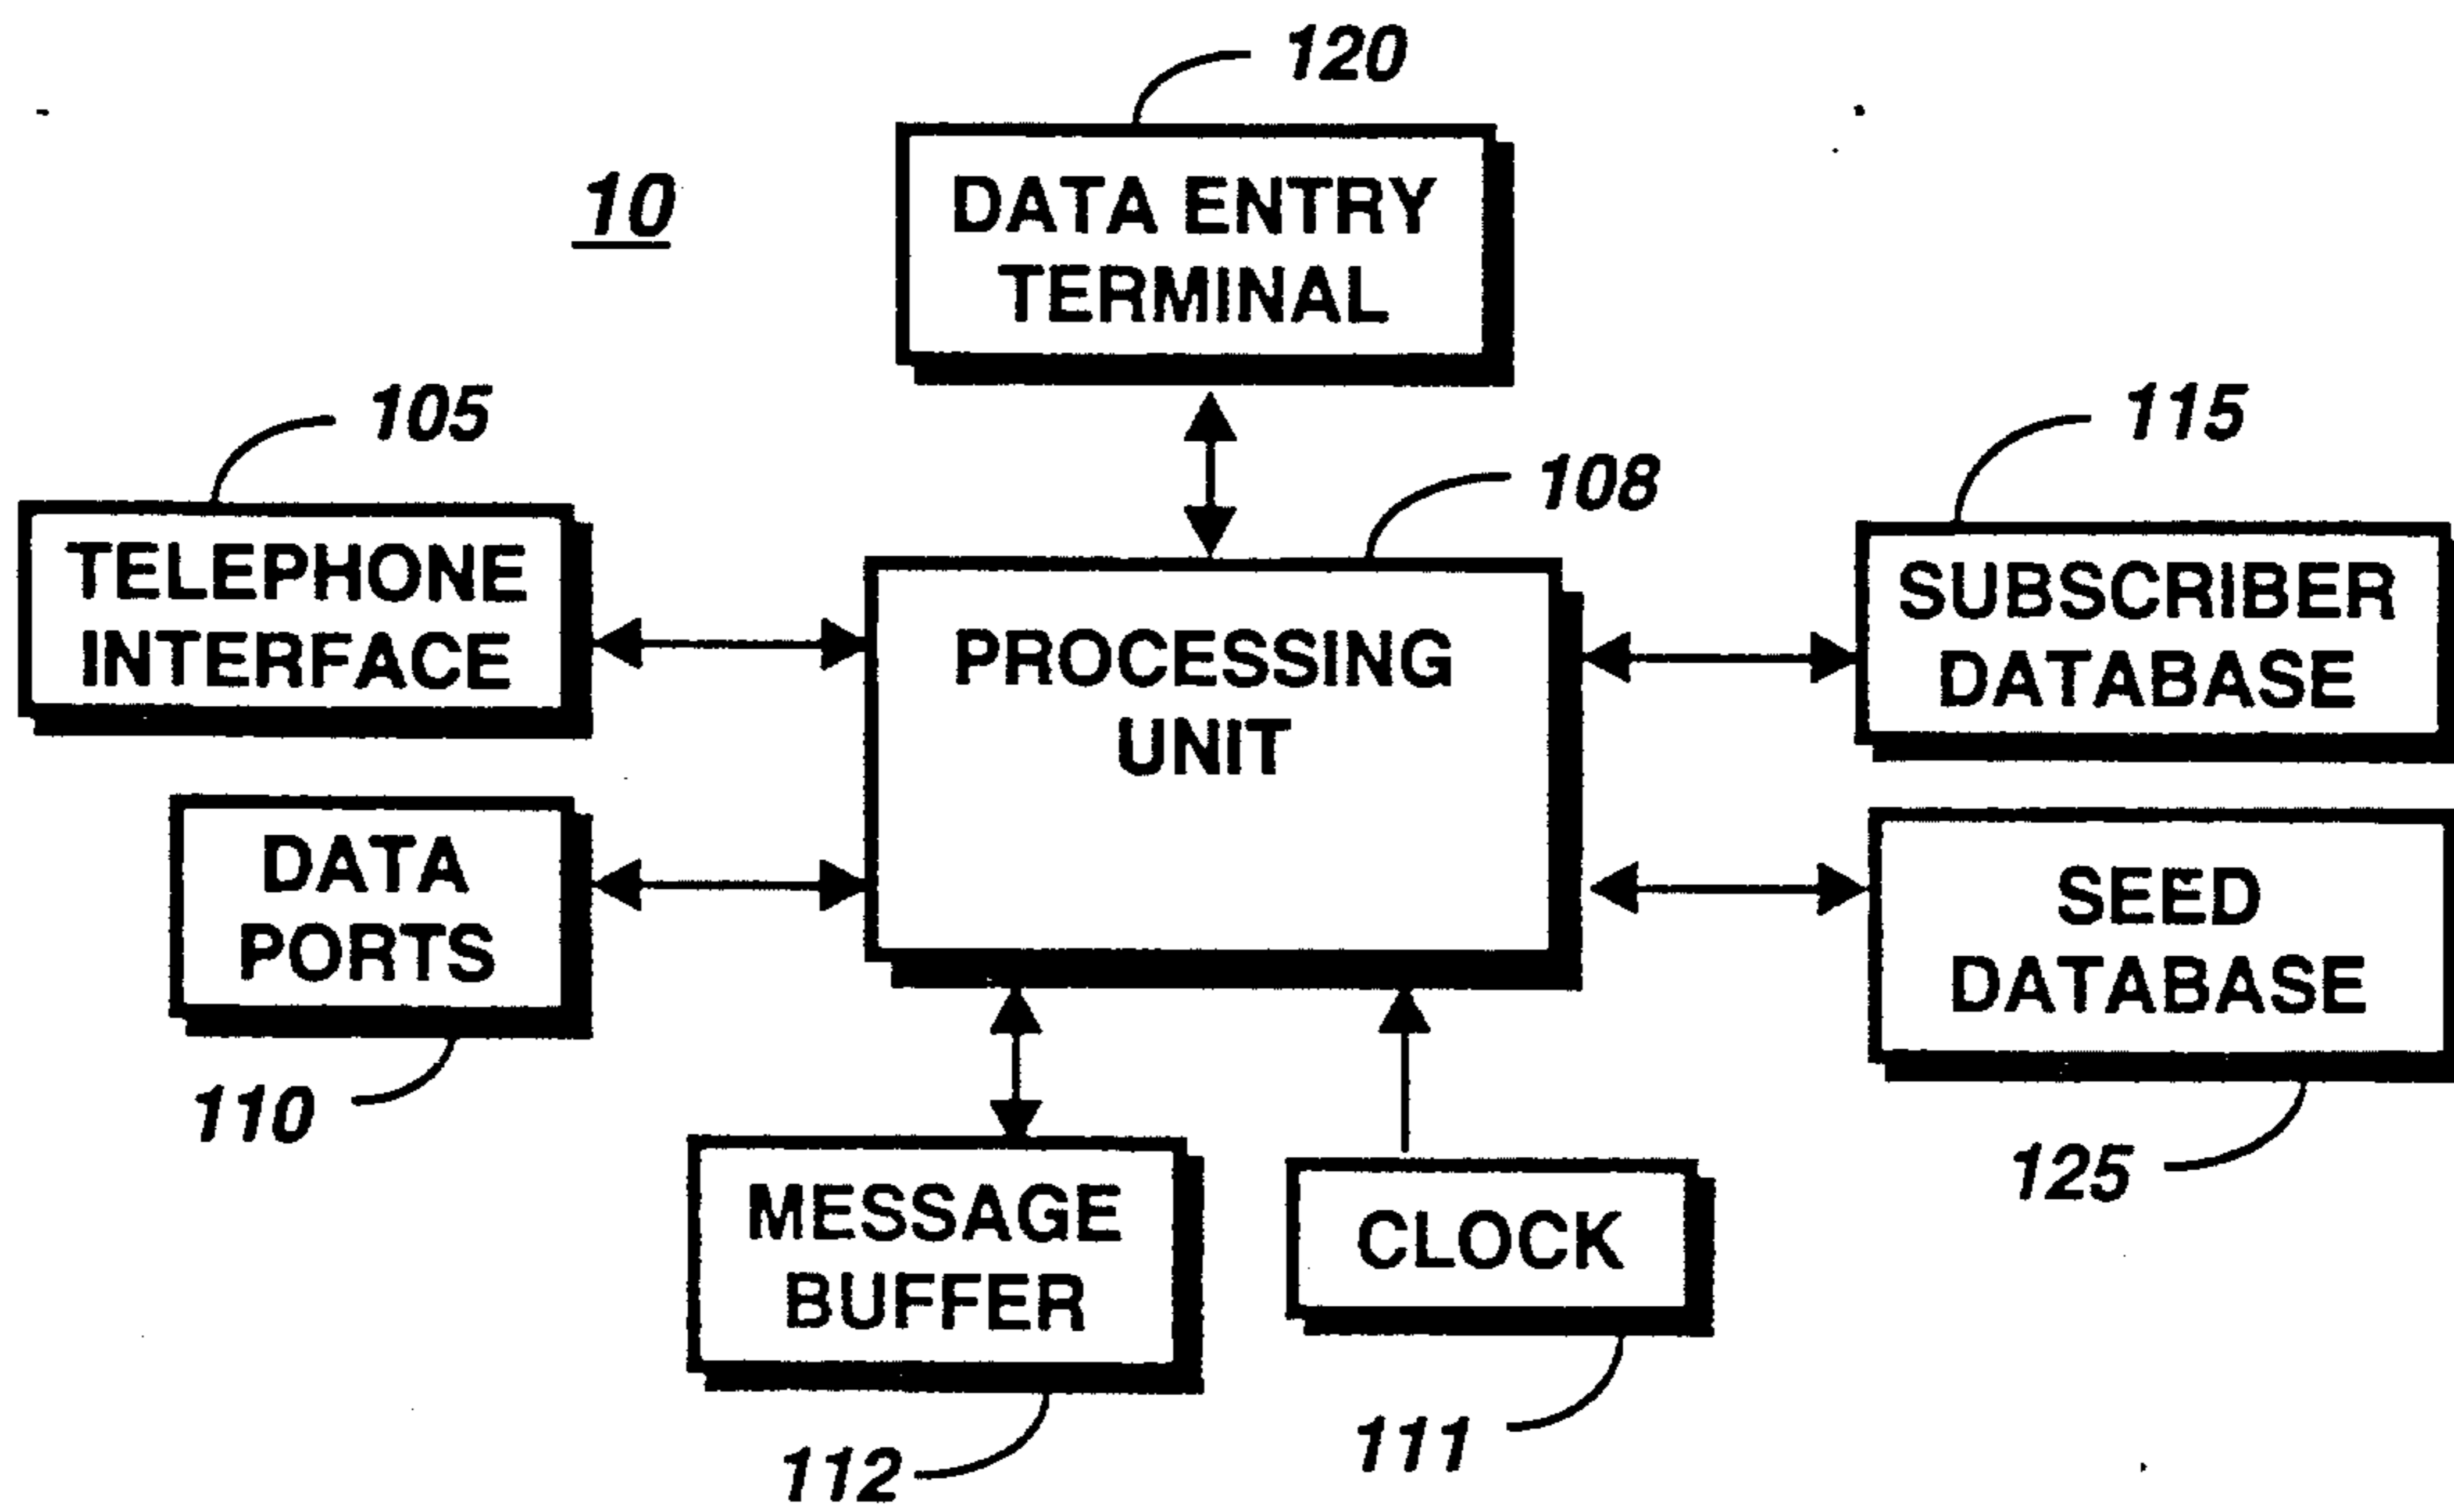 120
10
DATA ENTRY
TERMINAL
105
115
108
TELEPHONE
INTERFACE
PROCESSING
UNIT
SUBSCRIBER
DATABASE
DATA
PORTS
SEED
DATABASE
110
125
MESSAGE
BUFFER
CLOCK
112
111